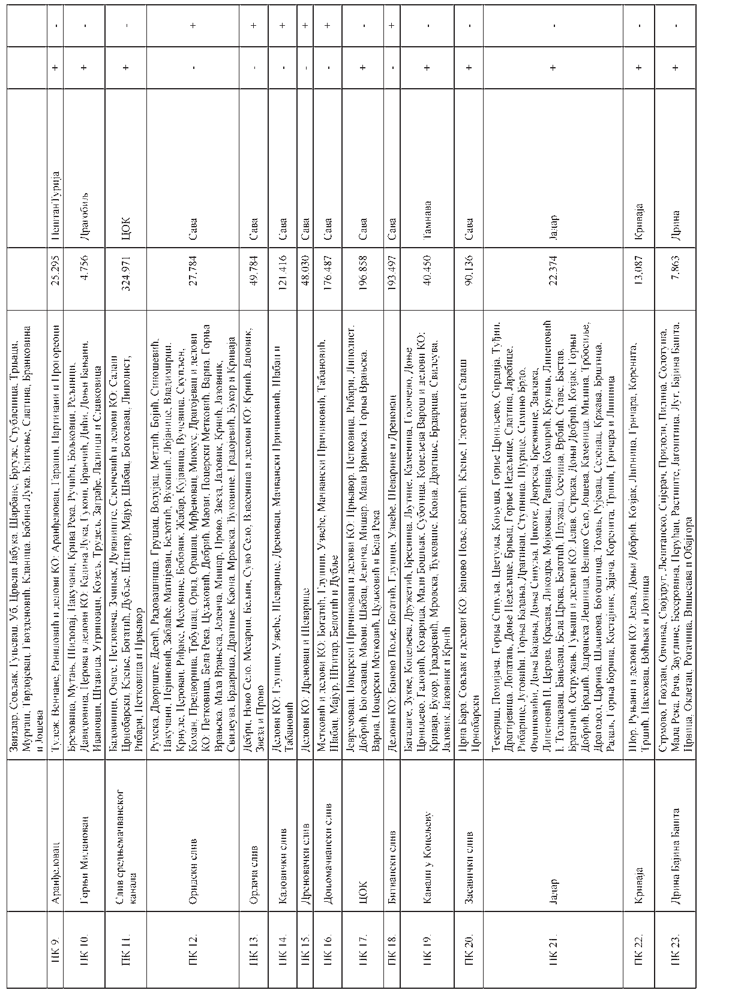 Звиздар, Совљак, Гуњевац, Уб, Црвена Јабука, Шарбане, Бргуле, Стубленица, Трњаци,
Мургаш, Тврдојевац, Гвозденовић, Кланица, Бабина Лука, Близоње, Слатина, Бранковина
и Јошева
ПК 9.
Аранђеловац
Тулеж, Венчане, Раниловић и делови КО: Аранђеловац, Гараши, Партизани и Прогореоци
25.295
ПештанТурија
+
-
ПК 10.
Горњи Милановац
Брезовица, Мутањ, Шилопај, Накучани, Крива Река, Ручићи, Бољковци, Рељинци,
Давидовица, Церова и делови КО: Калина Лука, Гукош, Бранчић, Дићи, Доњи Бањани,
Ивановци, Штавица, Угриновци, Козељ, Трудељ, Заграђе, Лалинци и Славковица
4.756
Драгобиљ
+
-
ПК 11.
Слив средњемачванског
канала
Бадовинци, Очаге, Петловача, Змињак, Дуваниште, Слепчевић и делови КО: Салаш
Црнобарски, Клење, Богатић, Дубље, Штитар, Мајур, Шабац, Богосавац, Липолист,
Рибари, Петковица и Прњавор
324.971
ЦОК
+
-
ПК 12.
Оридски слив
Румска, Двориште, Десић, Радовашница, Грушац, Волујац, Метлић, Бојић, Синошевић,
Накучани, Пејиновић, Заблаће, Матијевац, Белотић, Вукошић, Лојанице, Владимирци,
Крнуле, Церовац, Риђаке, Меховине, Бобовик, Жабар, Кујавица, Вучевица, Скупљен,
Коман, Предворица, Трбушац, Орид, Орашац, Мрђеновац, Миокус, Драгојевац и делови
КО: Петковица, Бела Река, Цуљковић, Добрић, Маови, Поцерски Метковић, Варна, Горња
Врањска, Мала Врањска, Јеленча, Мишар, Прово, Звезд, Јаловик, Крнић, Јазовник,
Свилеува, Брдарица, Драгиње, Каона, Мровска, Ђуковине, Градојевић, Букор и Криваја
27.784
Сава
-
+
ПК 13.
Орлача слив
Дебрц, Ново Село, Месарци, Бељин, Суво Село, Власеница и делови КО: Крнић, Јаловик,
Звезд и Прово
49.784
Сава
-
+
ПК 14.
Каловички слив
Делови КО: Глушци, Узвеће, Шеварице, Дреновац, Мачвански Причиновић, Шабац и
Табановић
121.416
Сава
-
+
ПК 15.
Дреновачки слив
Делови КО: Дреновац и Шеварице
48.030
Сава
-
+
ПК 16.
Доњомачвански слив
Метковић и делови КО: Богатић, Глушци, Узвеће, Мачвански Причиновић, Табановић,
Шабац, Мајур, Штитар, Белотић и Дубље
176.487
Сава
-
+
ПК 17.
ЦОК
Јевремовац, Поцерски Причиновац и делови КО: Прњавор, Петковица, Рибари, Липолист,
Добрић, Богосавац, Маови, Шабац, Јеленча, Мишар, Мала Врањска, Горња Врањска,
Варна, Поцерски Метковић, Цуљковић и Бела Река
196.858
Сава
+
-
ПК 18.
Битвански слив
Делови КО: Баново Поље, Богатић, Глушци, Узвеће, Шеварице и Дреновац
193.497
Сава
-
+
ПК 19.
Канали у Коцељеву
Баталаге, Зукве, Коцељева, Дружетић, Бресница, Љутице, Каменица, Голочело, Доње
Црниљево, Галовић, Козарица, Мали Бошњак, Суботица, Коцељева Варош и делови КО:
Криваја, Букор, Градојевић, Мровска, Ђуковине, Каона, Драгиње, Брдарица, Свилеува,
Јаловик, Јазовник и Крнић
40.450
Тамнава
+
-
ПК 20.
Засавички слив
Црна Бара, Совљак и делови КО: Баново Поље, Богатић, Клење, Глоговац и Салаш
Црнобарски
90.136
Сава
+
-
ПК 21.
Јадар
Текериш, Помијача, Горња Сипуља, Цветуља, Коњуша, Горње Црниљево, Сирдија, Туђин,
Драгијевица, Лопатањ, Доње Недељице, Брњац, Горње Недељице, Слатина, Јаребице,
Рибарице, Југовићи, Горња Бадања, Драгинац, Ступница, Шурице, Симино Брдо,
Филиповићи, Доња Бадања, Доња Сипуља, Цикоте, Дворска, Брезовице, Завлака,
Липеновић II, Церова, Красава, Ликодра, Мојковац, Равнаја, Комирић, Крупањ, Липеновић
I, Толисавац, Бањевац, Бела Црква, Белотић, Плужац, Осечина, Врбић, Ставе, Бастав,
Братачић, Остружањ, Гуњаци и делови КО: Јелав, Стража, Доњи Добрић, Козјак, Горњи
Добрић, Брадић, Јадранска Лешница, Велико Село, Јошева, Каменица, Милина, Трбосиље,
Драгодол, Царина, Шљивова, Богоштица, Томањ, Рујевац, Селенац, Кржава, Брштица,
Радаљ, Горња Борина, Костајник, Зајача, Коренита, Тршић, Грнчара и Липница
22.374
Јадар
+
-
ПК 22.
Криваја
Шор, Руњани и делови КО: Јелав, Доњи Добрић, Козјак, Липница, Грнчара, Коренита,
Тршић, Пасковац, Воћњак и Лозница
13.087
Криваја
+
-
ПК 23.
Дрина Бајина Башта
Стрмово, Гвоздац, Овчиња, Својдруг, Љештанско, Сијерач, Придоли, Пилица, Солотуша,
Мала Река, Рача, Зауглине, Бесеровина, Перућац, Растиште, Јагоштица, Луг, Бајина Башта,
Црвица, Оклетац, Рогачица, Вишесава и Обајгора
7.863
Дрина
+
-